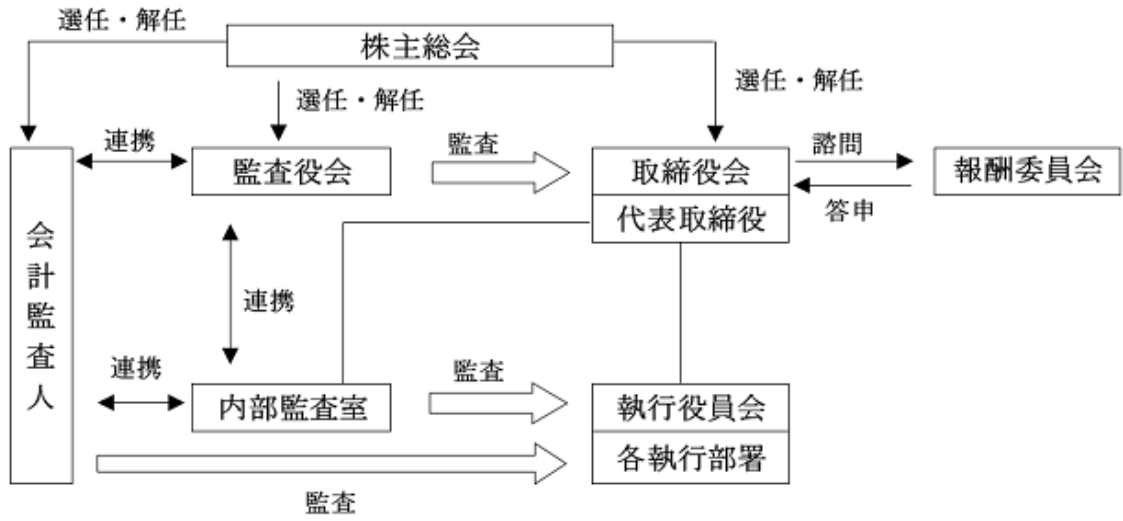 選任・解任
株主総会
選任・解任
選任・解任
連携
監査役会
監査
取締役会
諮問
答申
報酬委員会
代表取締役
会計監査人
連携
連携
内部監査室
監査
執行役員会
各執行部署
監査